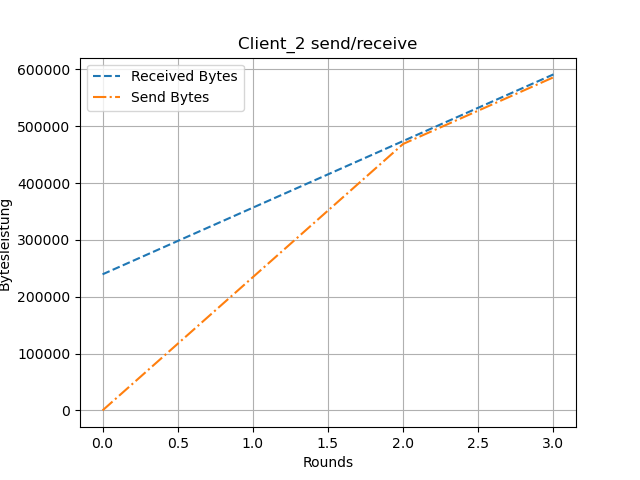 Client_2 send/receive
Received Bytes
Send Bytes
600000
500000
400000
300000
200000
100000
0
Bytesleistung
0.0 0.5 1.0 1.5 2.0 2.5 3.0
Rounds